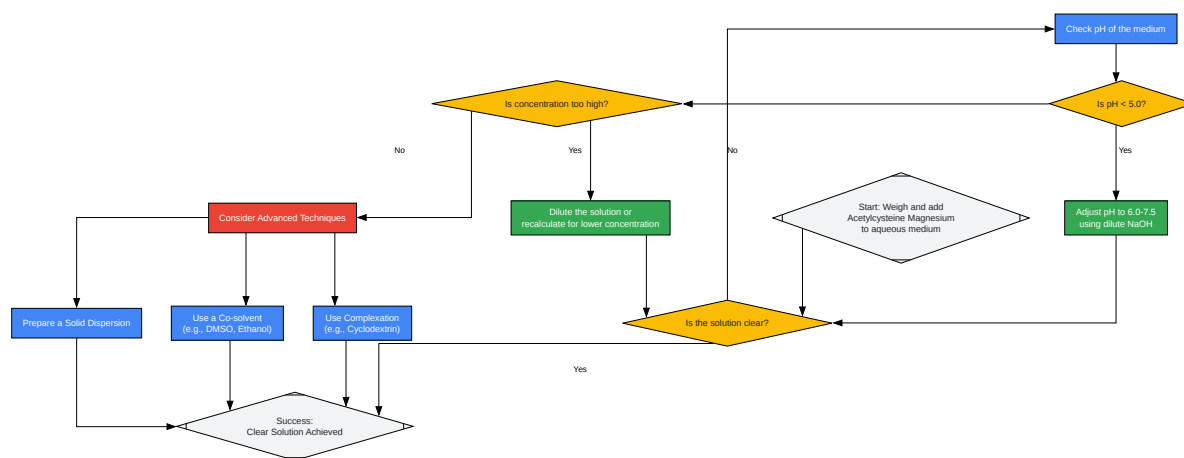 Check pH of the medium
Is concentration too high?
Is pH < 5.0?
No
Yes
No
Yes
Consider Advanced Techniques
Dilute the solution or
recalculate for lower concentration
Start: Weigh and add
Acetylcysteine Magnesium
to aqueous medium
Adjust pH to 6.0-7.5
using dilute NaOH
Prepare a Solid Dispersion
Use a Co-solvent
(e.g., DMSO, Ethanol)
Use Complexation
(e.g., Cyclodextrin)
Is the solution clear?
Yes
Success:
Clear Solution Achieved